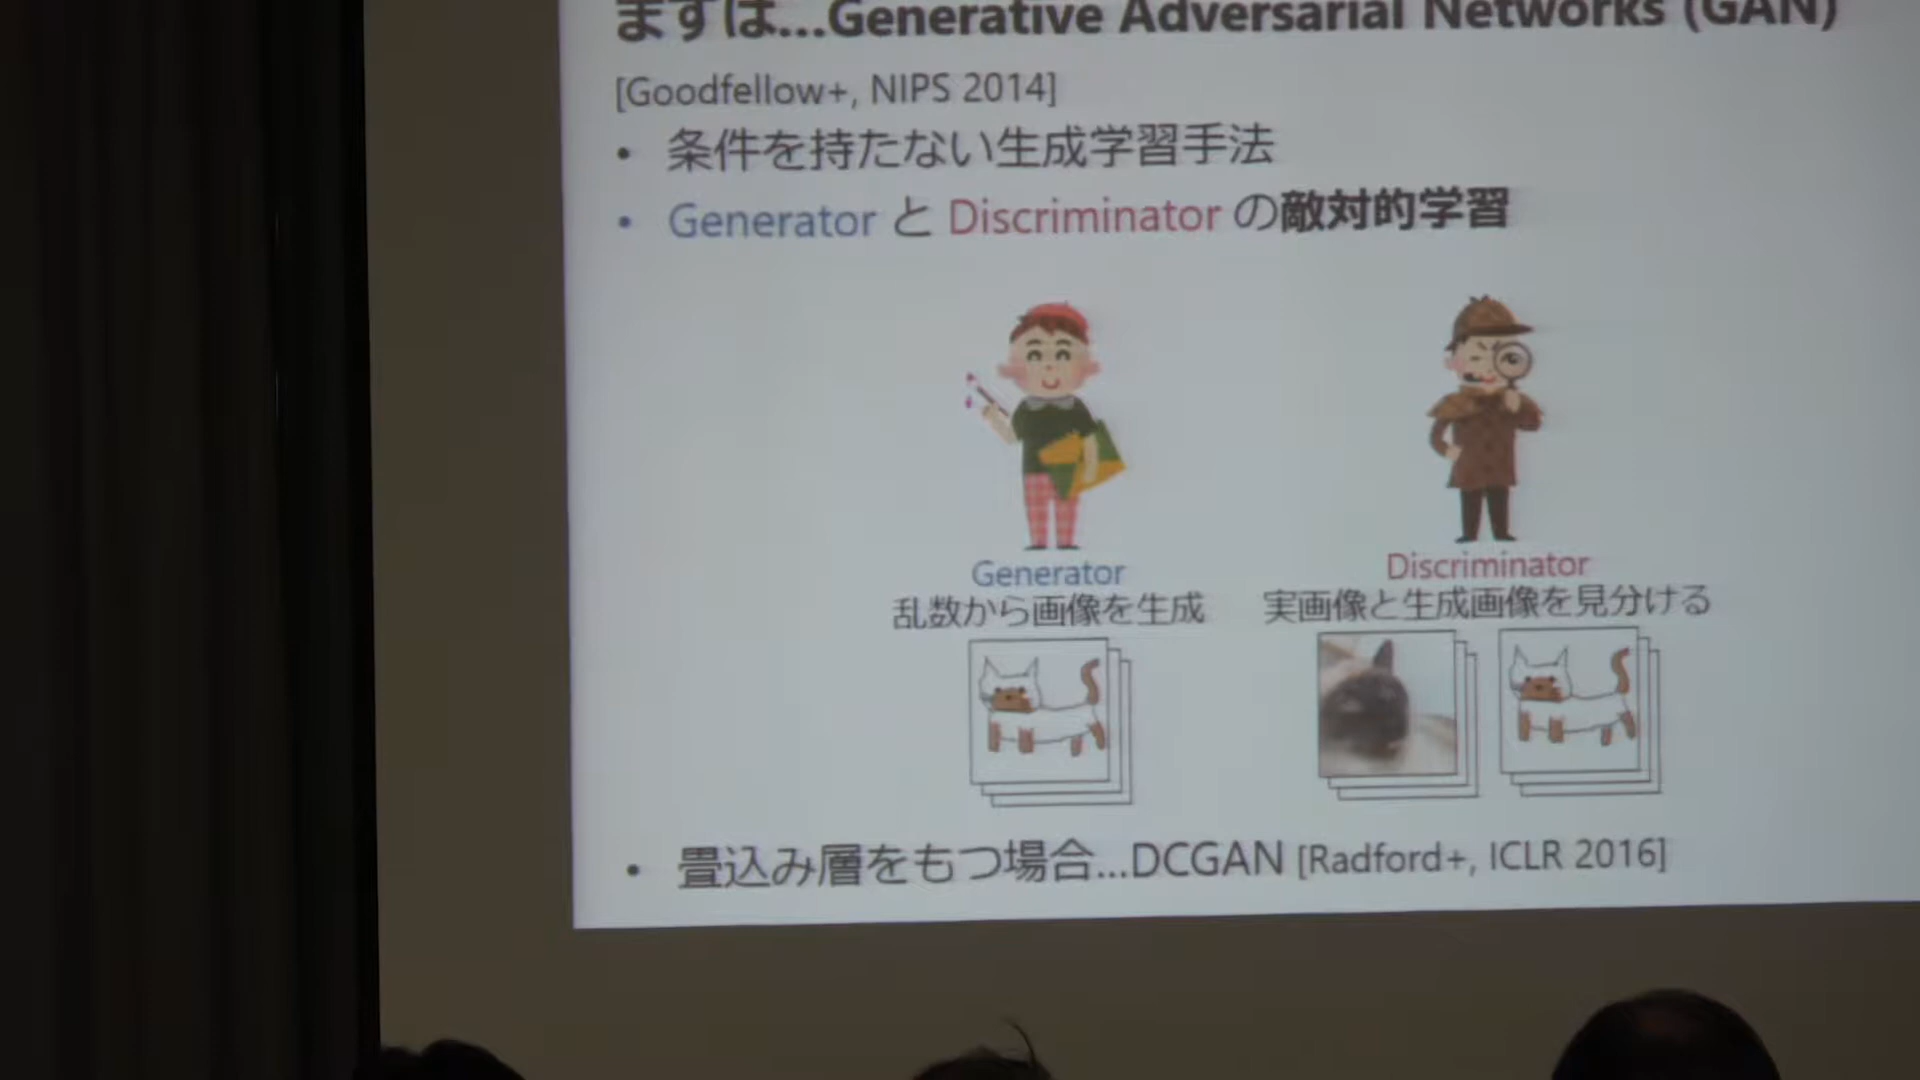 まずは...Generative Adversarial Networks (GAN)
[Goodfellow+, NIPS 2014]
• 条件を持たない生成学習手法
• Generator と Discriminator の敵対的学習
Generator
乱数から画像を生成
Discriminator
実画像と生成画像を見分ける
• 畳込み層をもつ場合...DCGAN [Radford+, ICLR 2016]